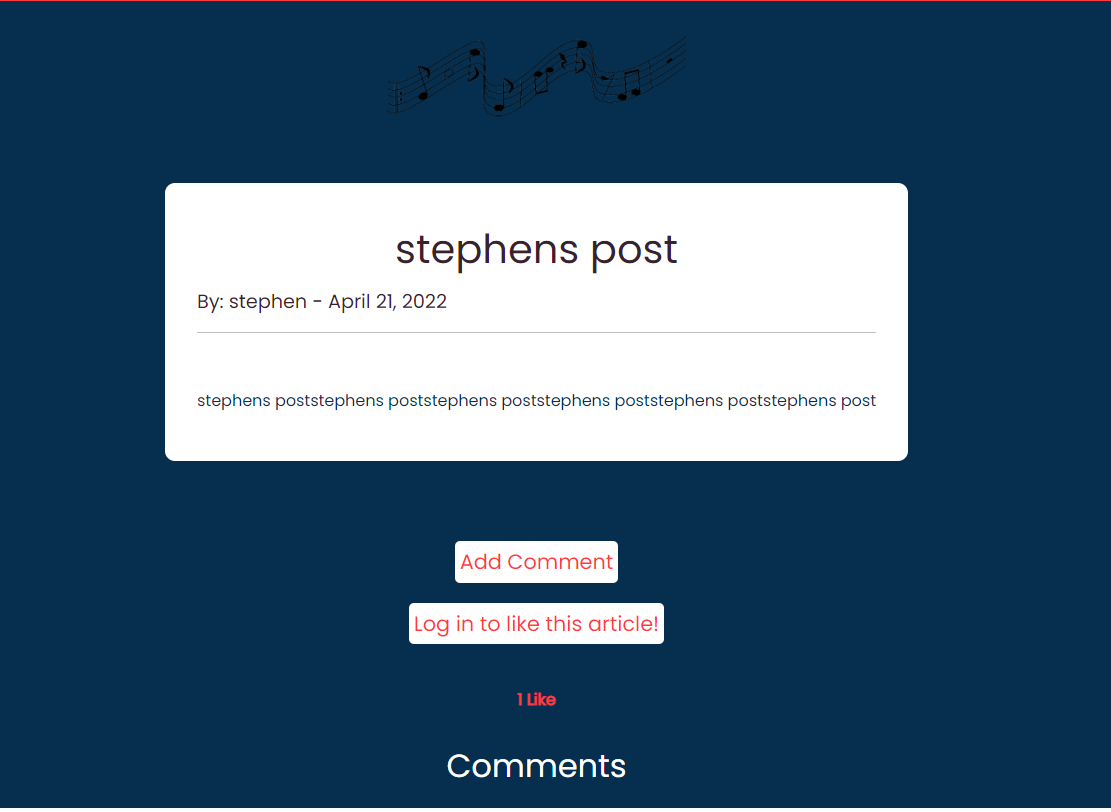 stephens post
By: stephen - April 21, 2022
stephens poststephens poststephens poststephens poststephens poststephens post
Add Comment
Log in to like this article!
1 Like
Comments